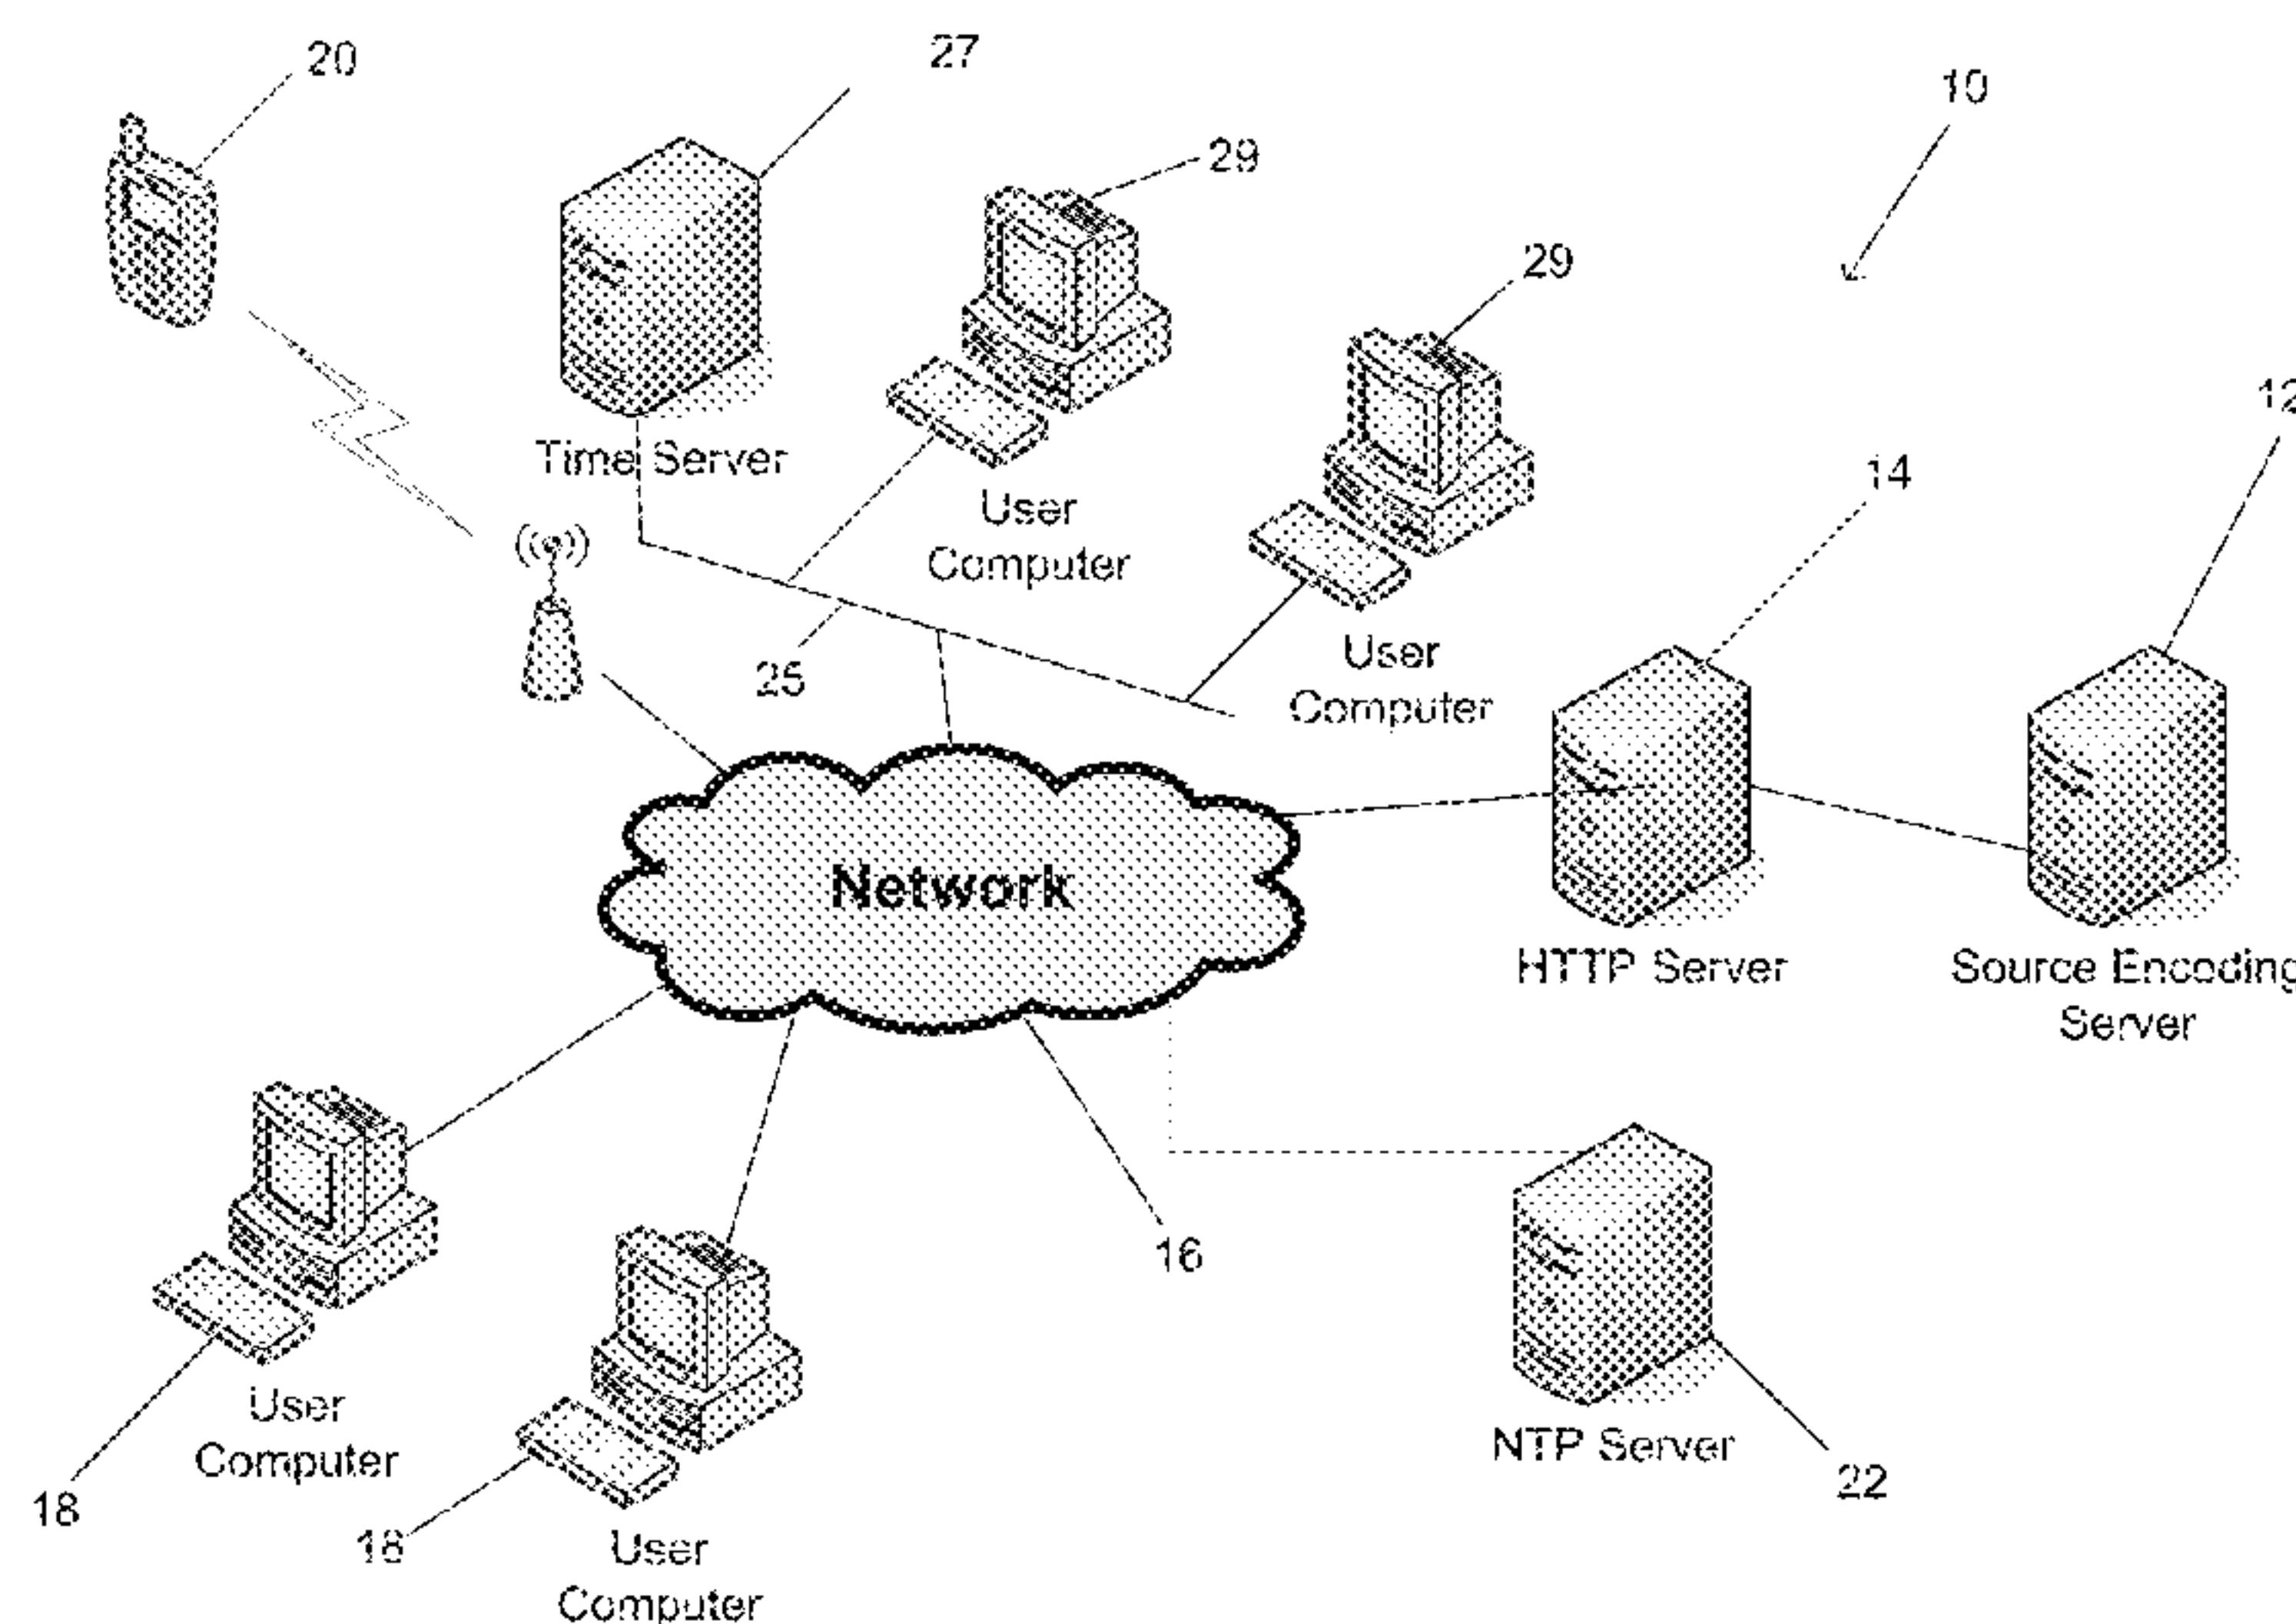 20
27
10
29
29
12
Time Server
14
User
Computer
25
User
Computer
Network
HTTP Server
Source Encoding
Server
16
User
Computer
NTP Server
18
22
18
User
Computer